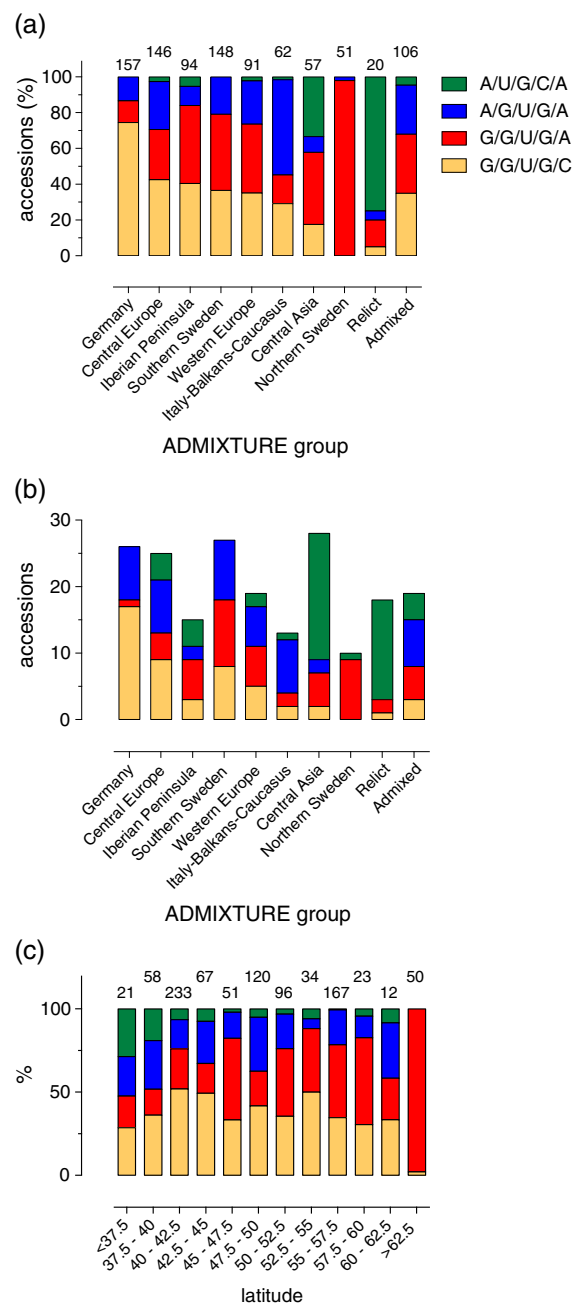 (a)
157 146 94 148 91 62 57 51 20 106
100
80
60
40
20
0
accessions (%)
A/U/G/C/A
A/G/U/G/A
G/G/U/G/A
G/G/U/G/C
Germany
Central Europe
Iberian Peninsula
Southern Sweden
Western Europe
Italy-Balkans-Caucasus
Central Asia
Northern Sweden
Relict
Admixed
ADMIXTURE group
(b)
30
20
10
0
accessions
Germany
Central Europe
Iberian Peninsula
Southern Sweden
Western Europe
Italy-Balkans-Caucasus
Central Asia
Northern Sweden
Relict
Admixed
ADMIXTURE group
(c)
21 58 233 67 51 120 96 34 167 23 12 50
100
50
0
%
<37.5
37.5 - 40
40 - 42.5
42.5 - 45
45 - 47.5
47.5 - 50
50 - 52.5
52.5 - 55
55 - 57.5
57.5 - 60
60 - 62.5
>62.5
latitude